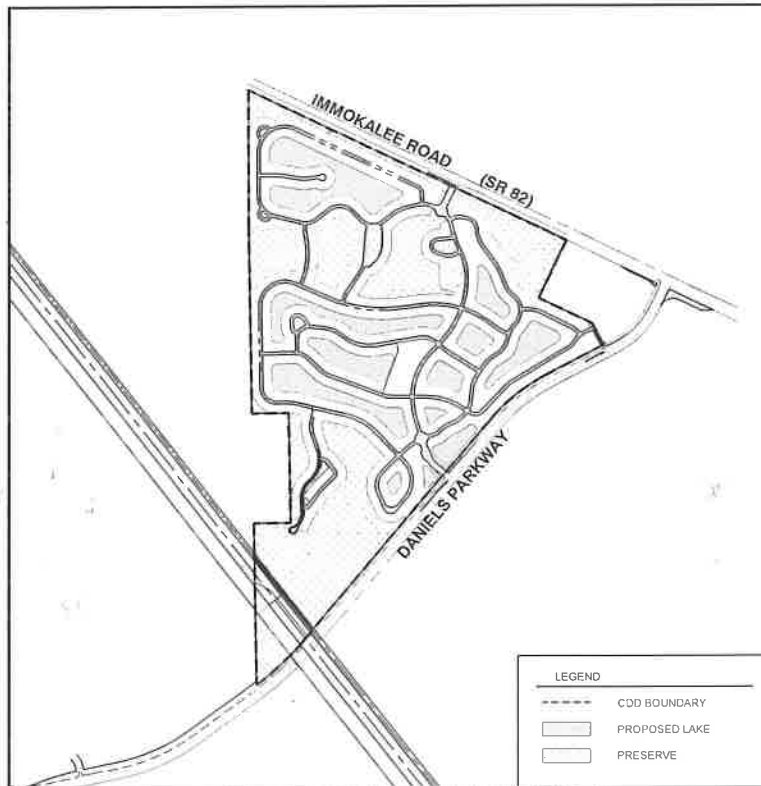 IMMOKALEE ROAD
(SR 82)
DANIELS PARKWAY
LEGEND
CDD BOUNDARY
PROPOSED LAKE
PRESERVE